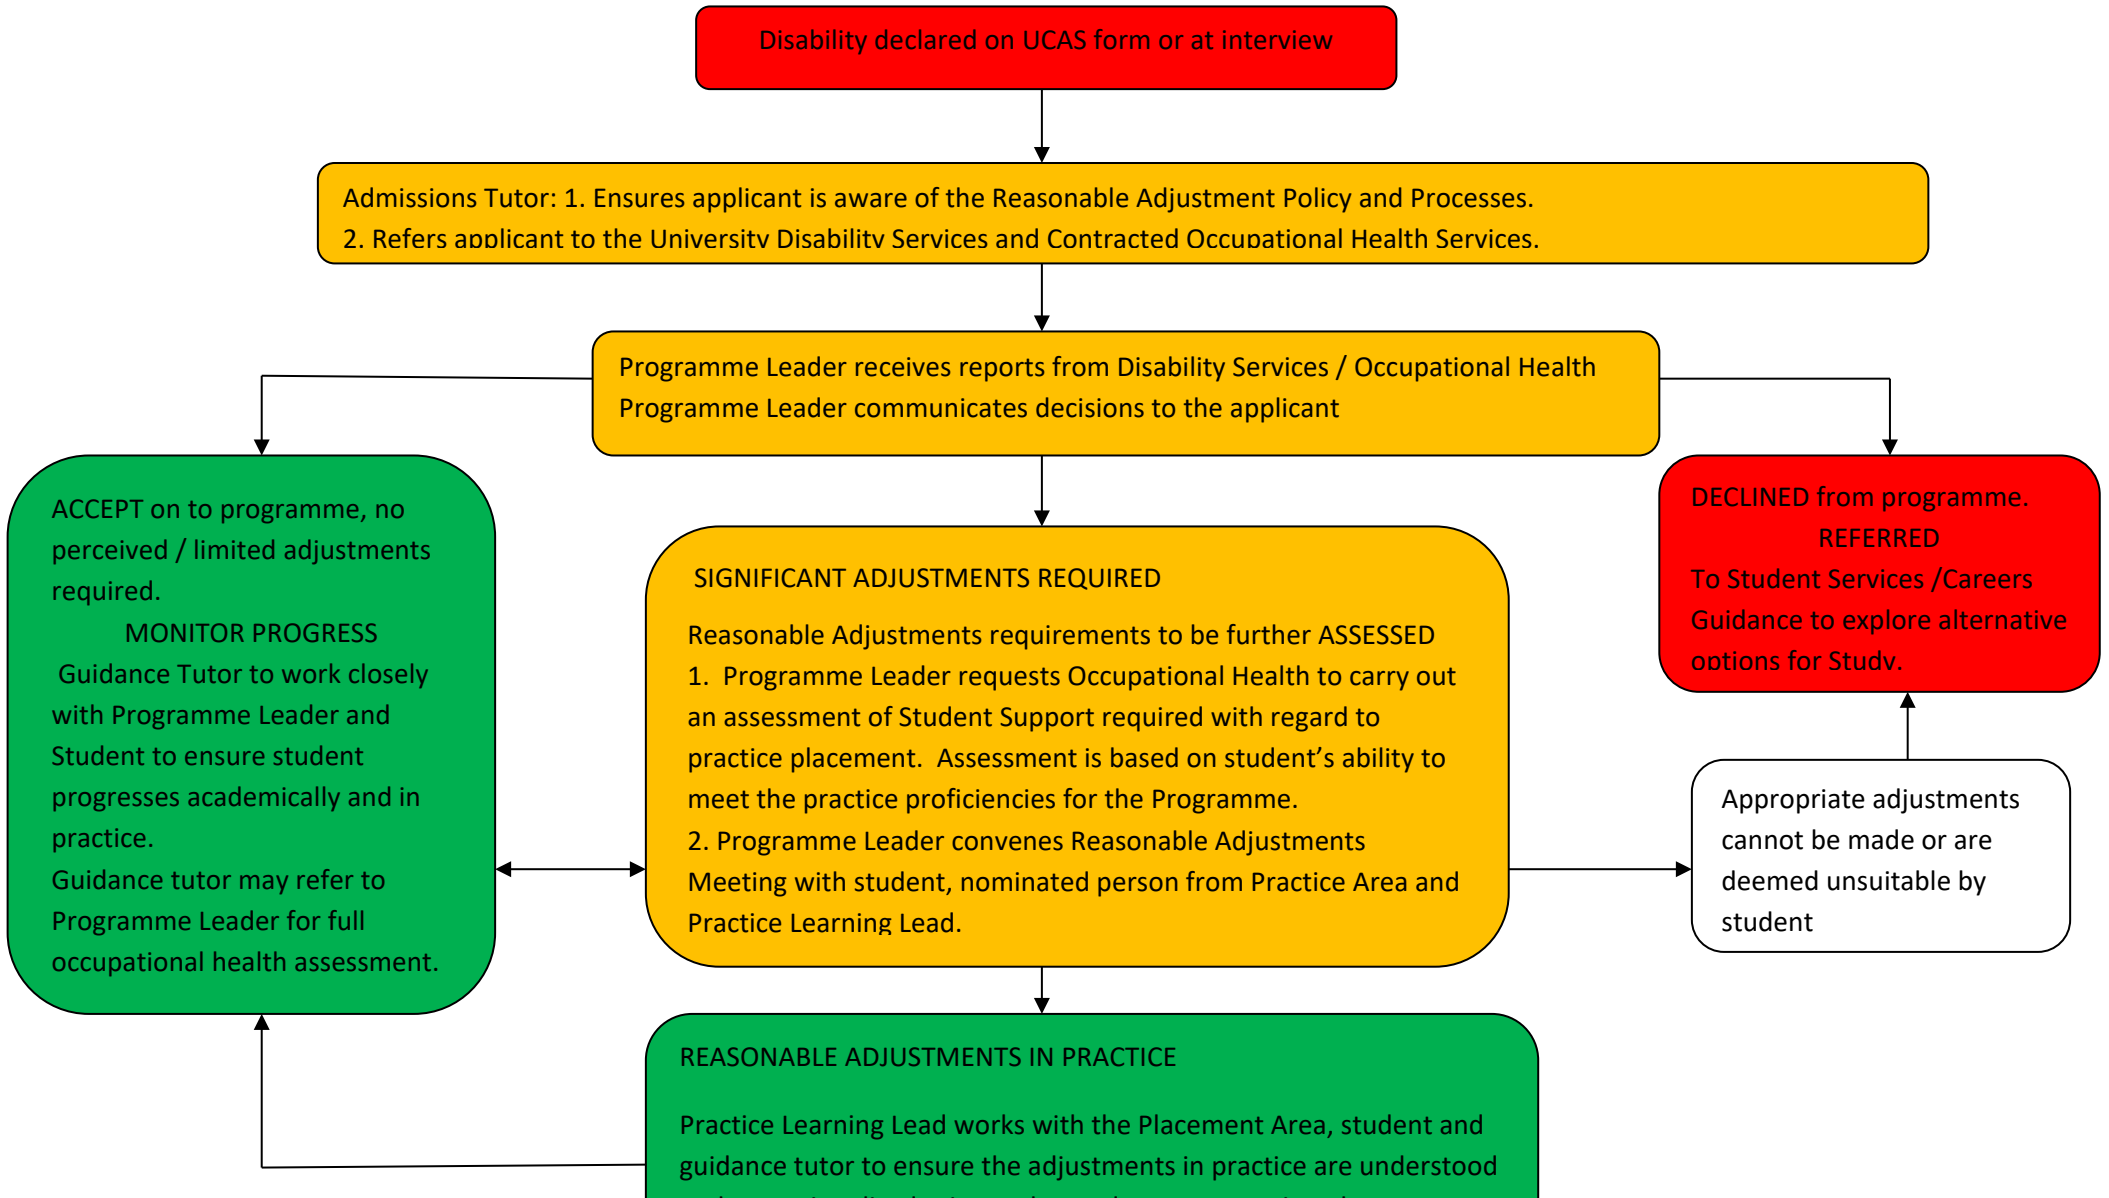 Disability declared on UCAS form or at interview
Admissions Tutor: 1. Ensures applicant is aware of the Reasonable Adjustment Policy and Processes.
2. Refers applicant to the University Disability Services and Contracted Occupational Health Services.
Programme Leader receives reports from Disability Services / Occupational Health
Programme Leader communicates decisions to the applicant
ACCEPT on to programme, no
perceived / limited adjustments
required.
MONITOR PROGRESS
Guidance Tutor to work closely
with Programme Leader and
Student to ensure student
progresses academically and in
practice.
Guidance tutor may refer to
Programme Leader for full
occupational health assessment.
SIGNIFICANT ADJUSTMENTS REQUIRED
Reasonable Adjustments requirements to be further ASSESSED
1. Programme Leader requests Occupational Health to carry out
an assessment of Student Support required with regard to
practice placement. Assessment is based on student's ability to
meet the practice proficiencies for the Programme.
2. Programme Leader convenes Reasonable Adjustments
Meeting with student, nominated person from Practice Area and
Practice Learning Lead.
DECLINED from programme.
REFERRED
To Student Services /Careers
Guidance to explore alternative
options for Study.
Appropriate adjustments
cannot be made or are
deemed unsuitable by
student
REASONABLE ADJUSTMENTS IN PRACTICE
Practice Learning Lead works with the Placement Area, student and
guidance tutor to ensure the adjustments in practice are understood